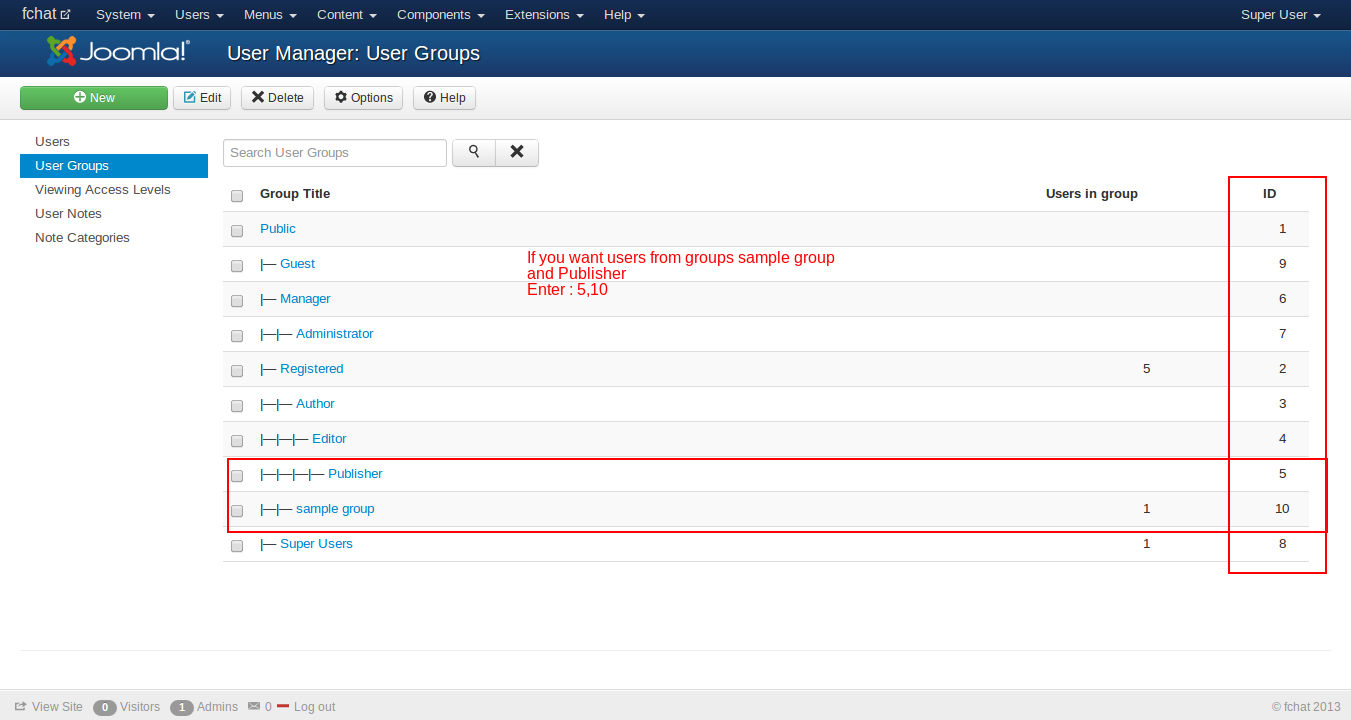 fchat System Users Menus Content Components Extensions Help Super User
Joomla!® User Manager: User Groups
New Edit Delete Options Help
Users
User Groups
Viewing Access Levels
User Notes
Note Categories
Search User Groups
Group Title Users in group ID
Public 1
|— Guest 9
|— Manager 6
|—|— Administrator 7
|— Registered 5 2
|—|— Author 3
|—|—|— Editor 4
|—|—|—|— Publisher 5
|—|— sample group 1 10
|— Super Users 1 8
If you want users from groups sample group
and Publisher
Enter : 5,10
View Site 0 Visitors 1 Admins 0 Log out © fchat 2013